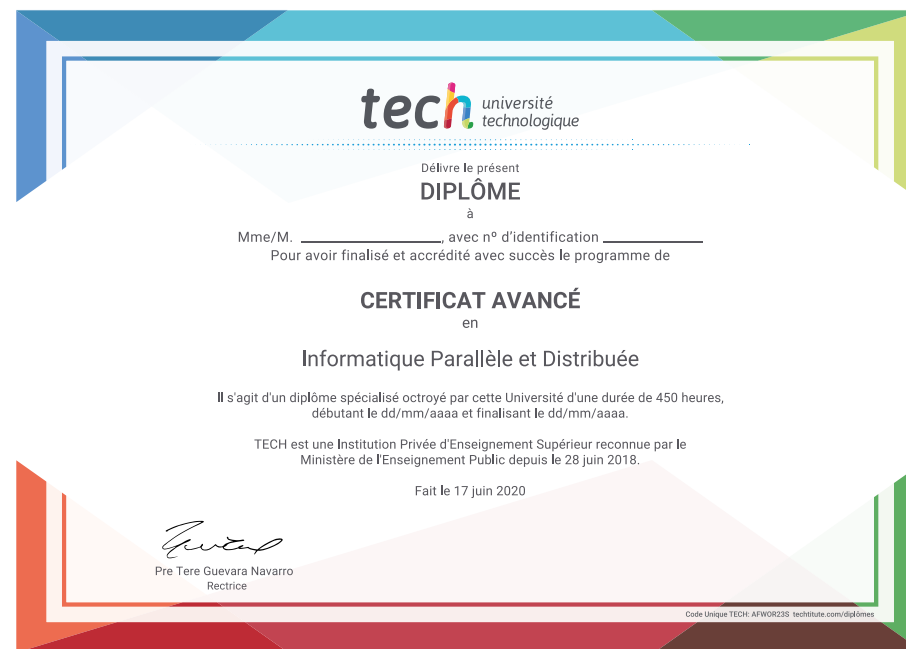 tech université
technologique
Délivre le présent
DIPLÔME
à
Mme/M. ____________________, avec nº d'identification ______________
Pour avoir finalisé et accrédité avec succès le programme de
CERTIFICAT AVANCÉ
en
Informatique Parallèle et Distribuée
Il s'agit d'un diplôme spécialisé octroyé par cette Université d'une durée de 450 heures,
débutant le dd/mm/aaaa et finalisant le dd/mm/aaaa.
TECH est une Institution Privée d'Enseignement Supérieur reconnue par le
Ministère de l'Enseignement Public depuis le 28 juin 2018.
Fait le 17 juin 2020
Pre Tere Guevara Navarro
Rectrice
Code Unique TECH: AFWOR23S techtitute.com/diplômes